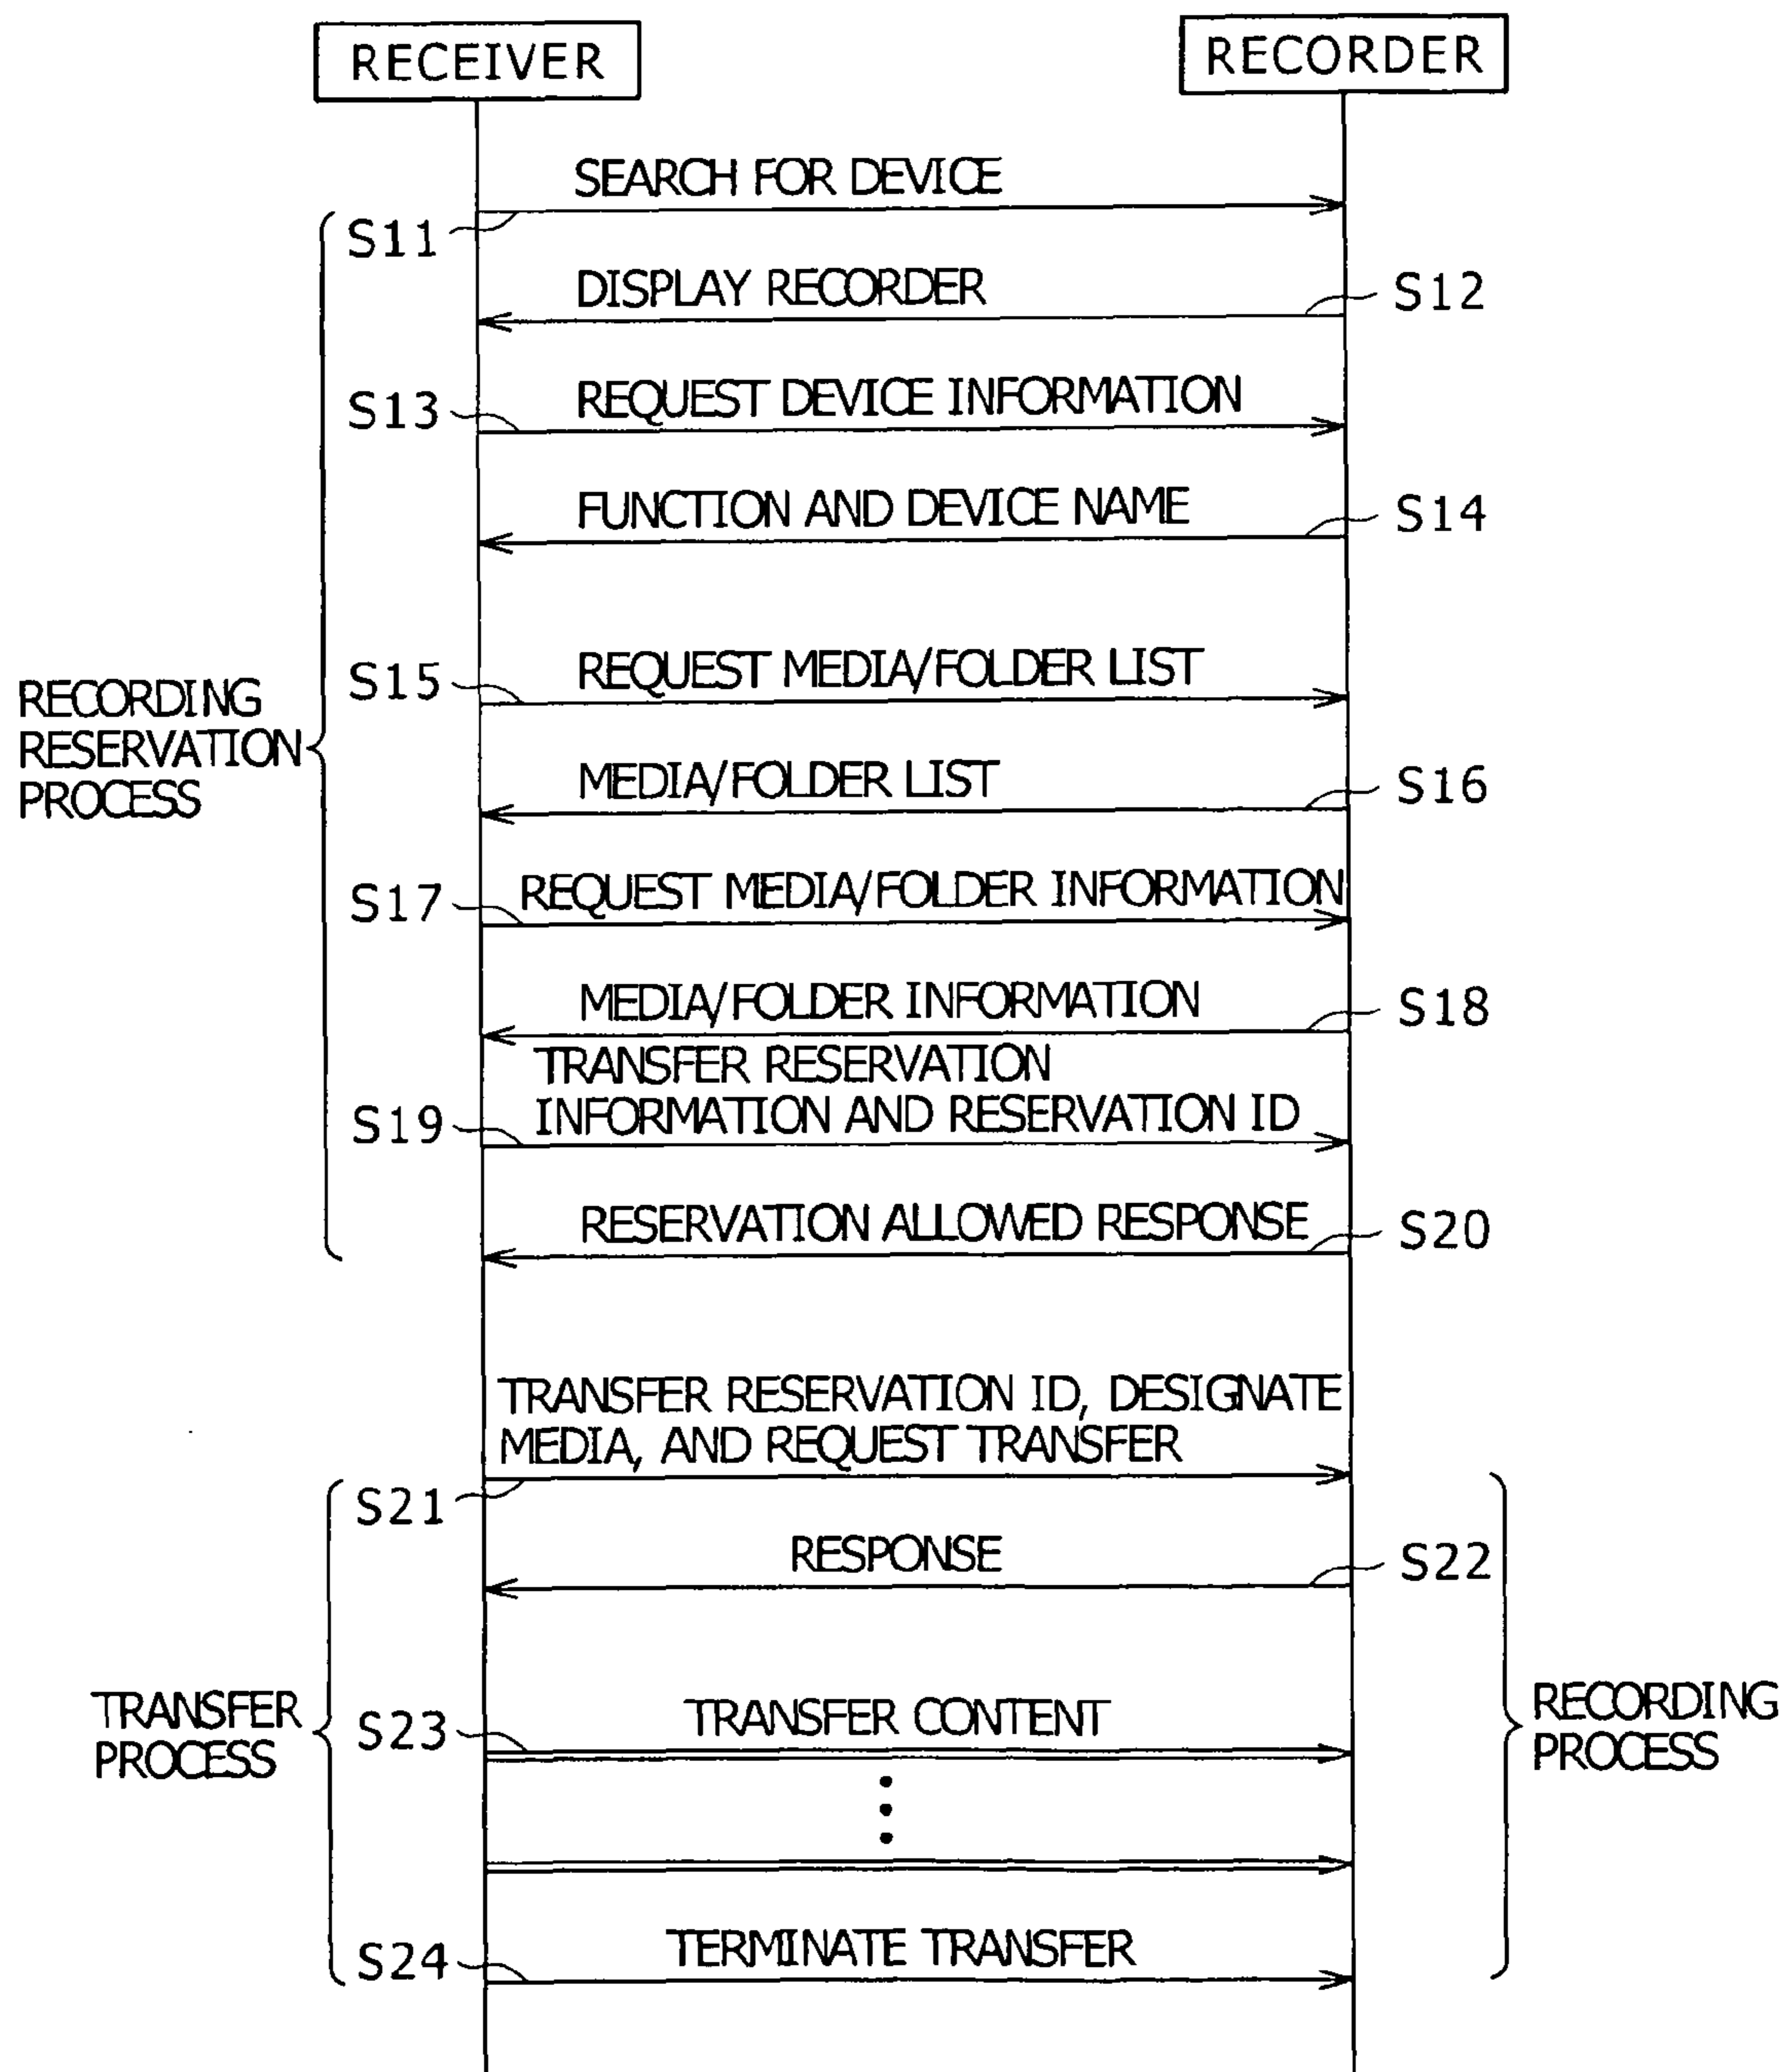 RECEIVER
RECORDER
SEARCH FOR DEVICE
S11
DISPLAY RECORDER
S12
REQUEST DEVICE INFORMATION
S13
FUNCTION AND DEVICE NAME
S14
REQUEST MEDIA/FOLDER LIST
S15
RECORDING
RESERVATION
PROCESS
MEDIA/FOLDER LIST
S16
REQUEST MEDIA/FOLDER INFORMATION
S17
MEDIA/FOLDER INFORMATION
S18
TRANSFER RESERVATION
INFORMATION AND RESERVATION ID
S19
RESERVATION ALLOWED RESPONSE
S20
TRANSFER RESERVATION ID, DESIGNATE
MEDIA, AND REQUEST TRANSFER
S21
RESPONSE
S22
TRANSFER
PROCESS
TRANSFER CONTENT
S23
RECORDING
PROCESS
TERMINATE TRANSFER
S24